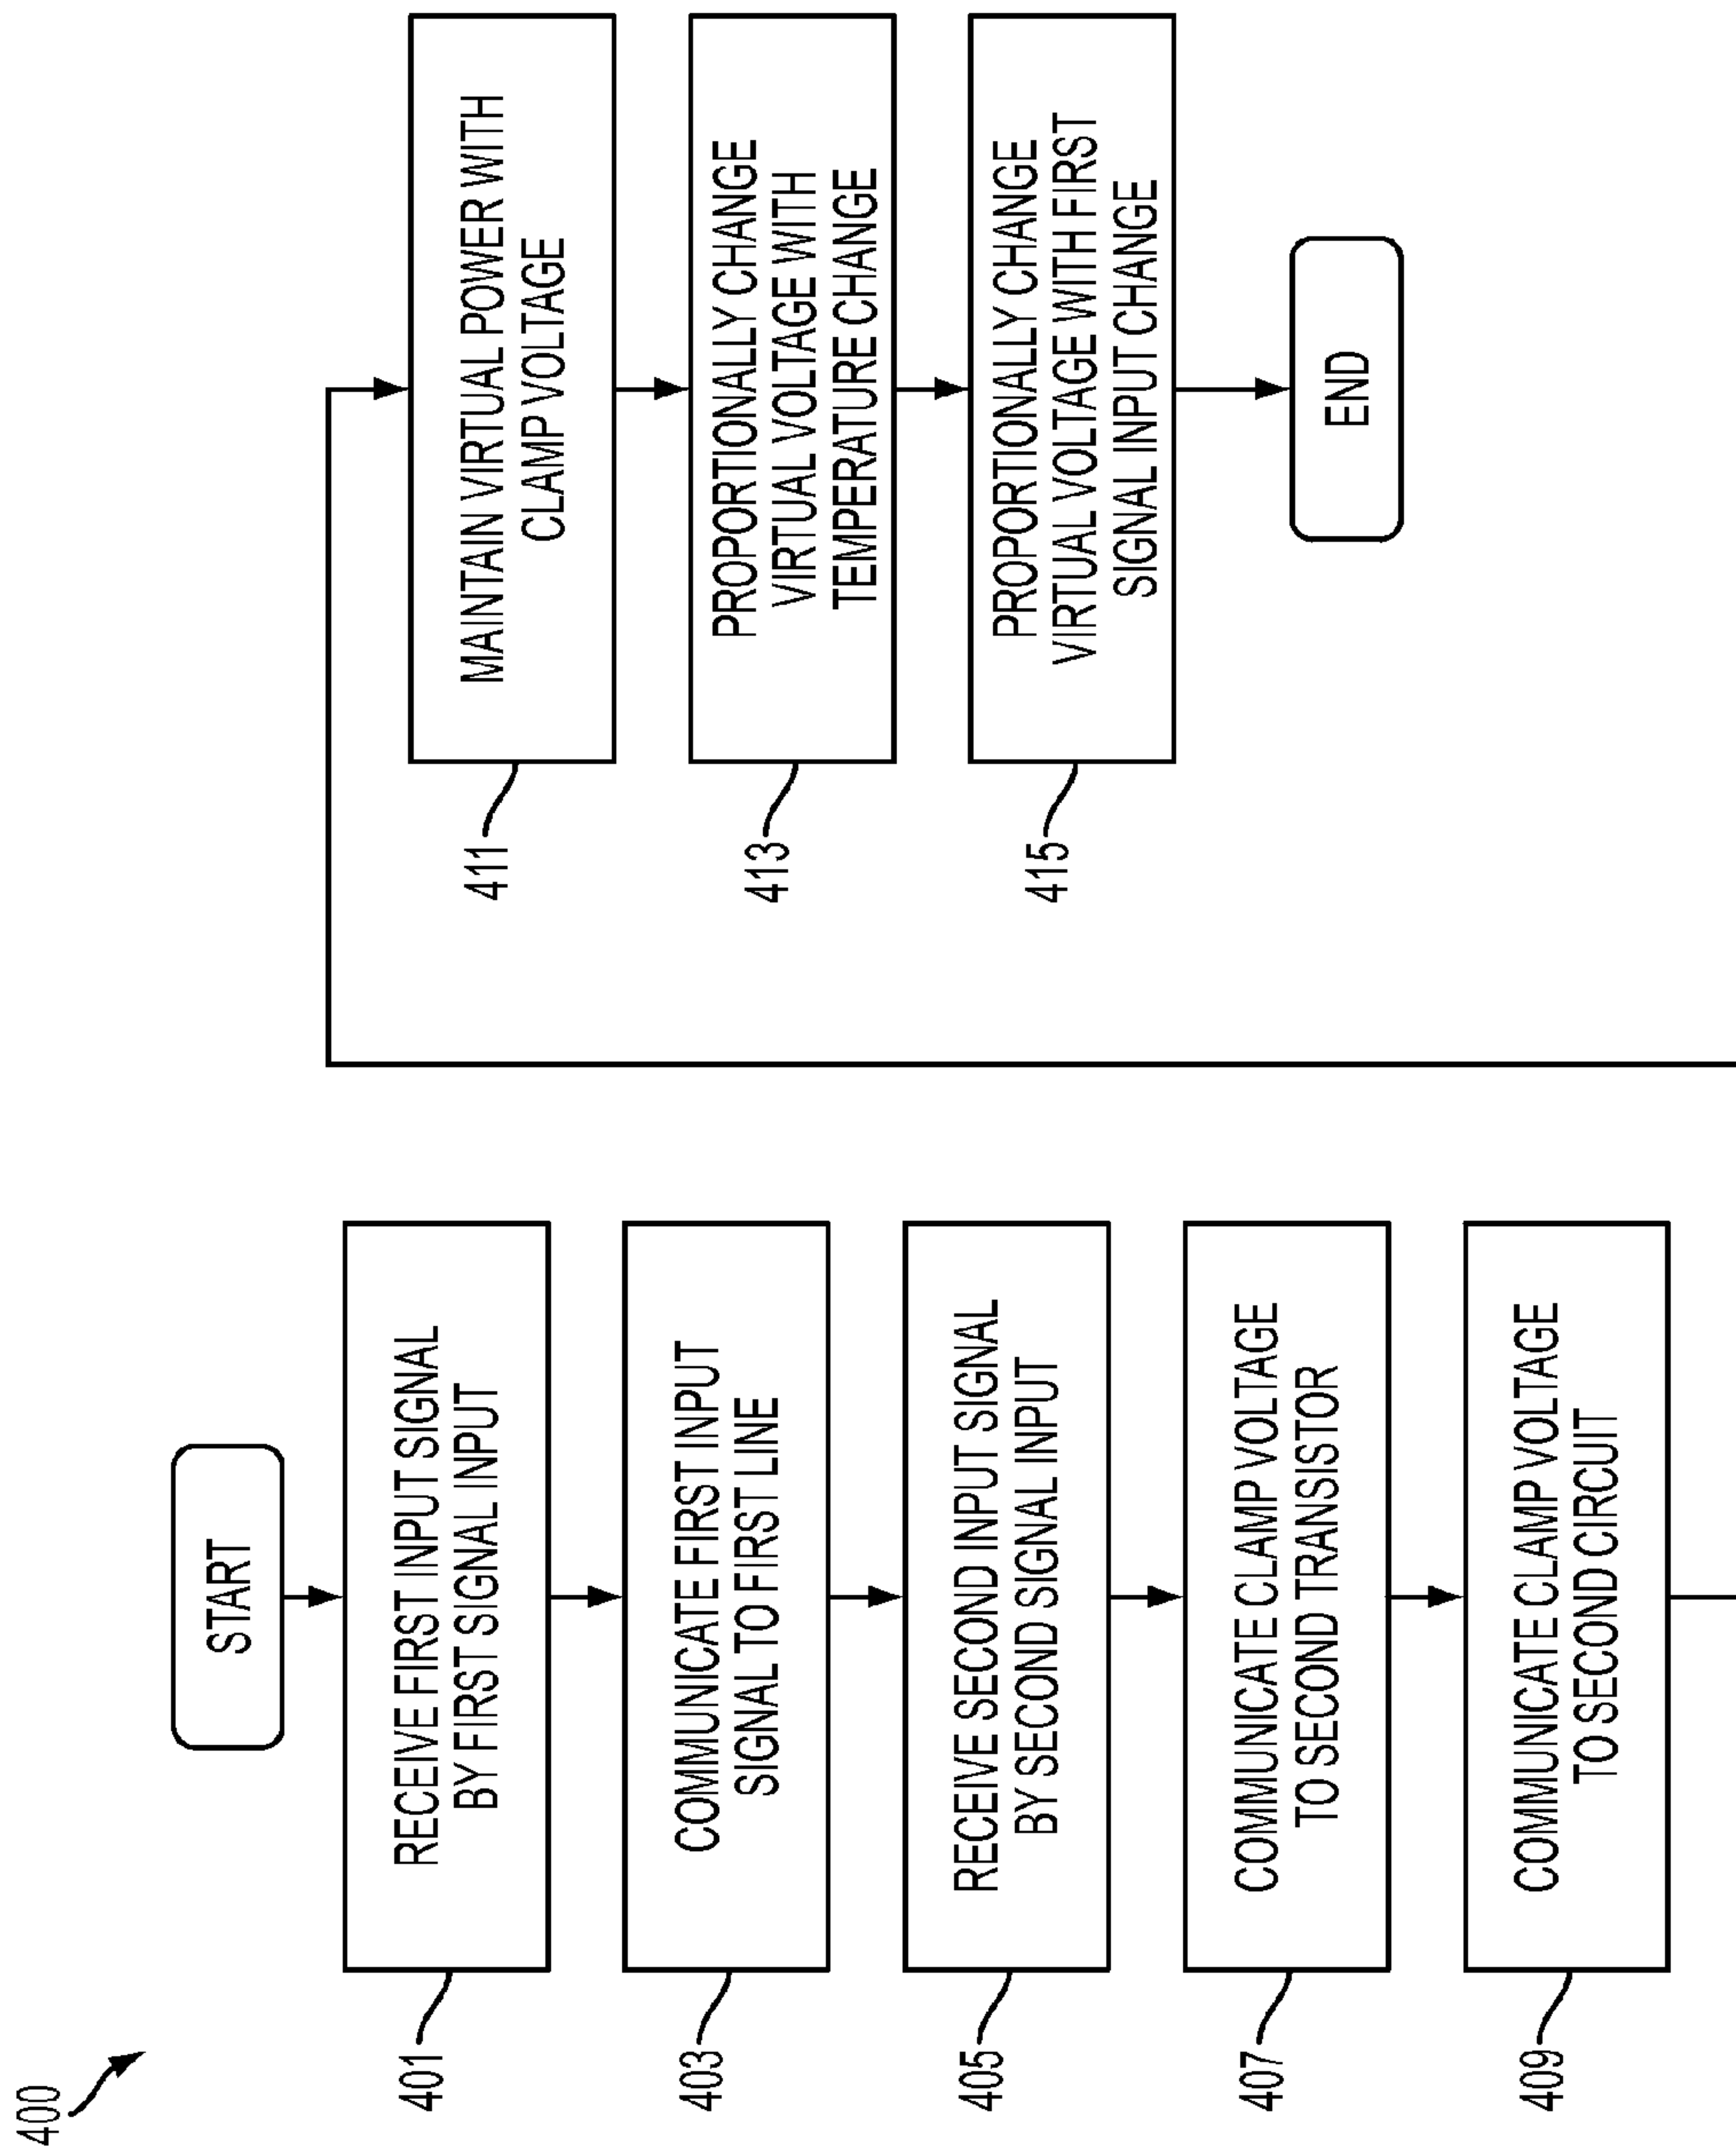 400
START
401
RECEIVE FIRST INPUT SIGNAL
BY FIRST SIGNAL INPUT
403
COMMUNICATE FIRST INPUT
SIGNAL TO FIRST LINE
405
RECEIVE SECOND INPUT SIGNAL
BY SECOND SIGNAL INPUT
407
COMMUNICATE CLAMP VOLTAGE
TO SECOND TRANSISTOR
409
COMMUNICATE CLAMP VOLTAGE
TO SECOND CIRCUIT
411
MAINTAIN VIRTUAL POWER WITH
CLAMP VOLTAGE
413
PROPORTIONALLY CHANGE
VIRTUAL VOLTAGE WITH
TEMPERATURE CHANGE
415
PROPORTIONALLY CHANGE
VIRTUAL VOLTAGE WITH FIRST
SIGNAL INPUT CHANGE
END